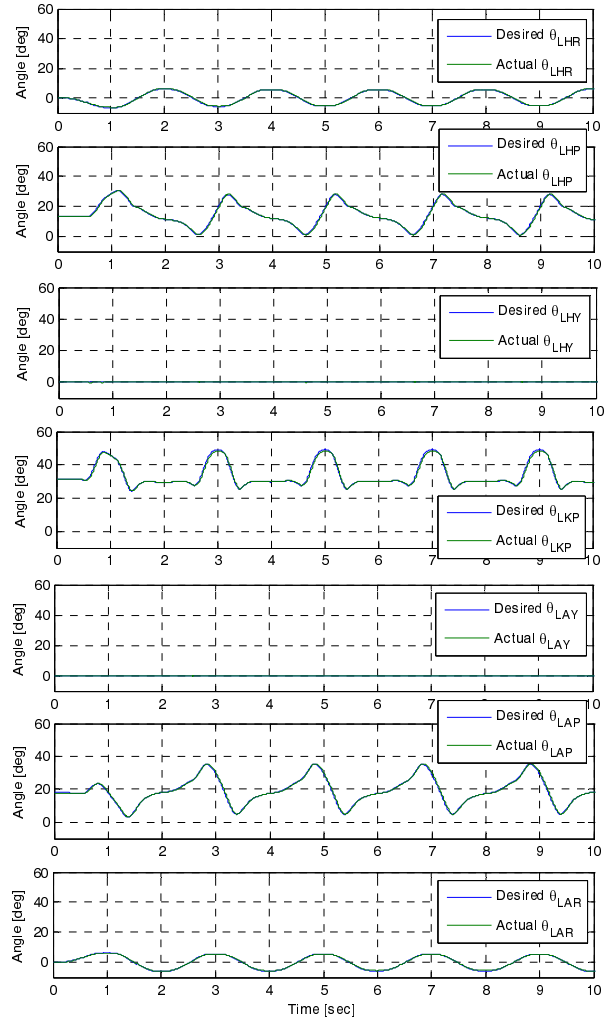 Angle [deg]
60
40
20
0
0 1 2 3 4 5 6 7 8 9 10
Desired θLHR
Actual θLHR
Angle [deg]
60
40
20
0
0 1 2 3 4 5 6 7 8 9 10
Desired θLHP
Actual θLHP
Angle [deg]
60
40
20
0
0 1 2 3 4 5 6 7 8 9 10
Desired θLHY
Actual θLHY
Angle [deg]
60
40
20
0
0 1 2 3 4 5 6 7 8 9 10
Desired θLKP
Actual θLKP
Angle [deg]
60
40
20
0
0 1 2 3 4 5 6 7 8 9 10
Desired θLAY
Actual θLAY
Angle [deg]
60
40
20
0
0 1 2 3 4 5 6 7 8 9 10
Desired θLAP
Actual θLAP
Angle [deg]
60
40
20
0
0 1 2 3 4 5 6 7 8 9 10
Desired θLAR
Actual θLAR
Time [sec]